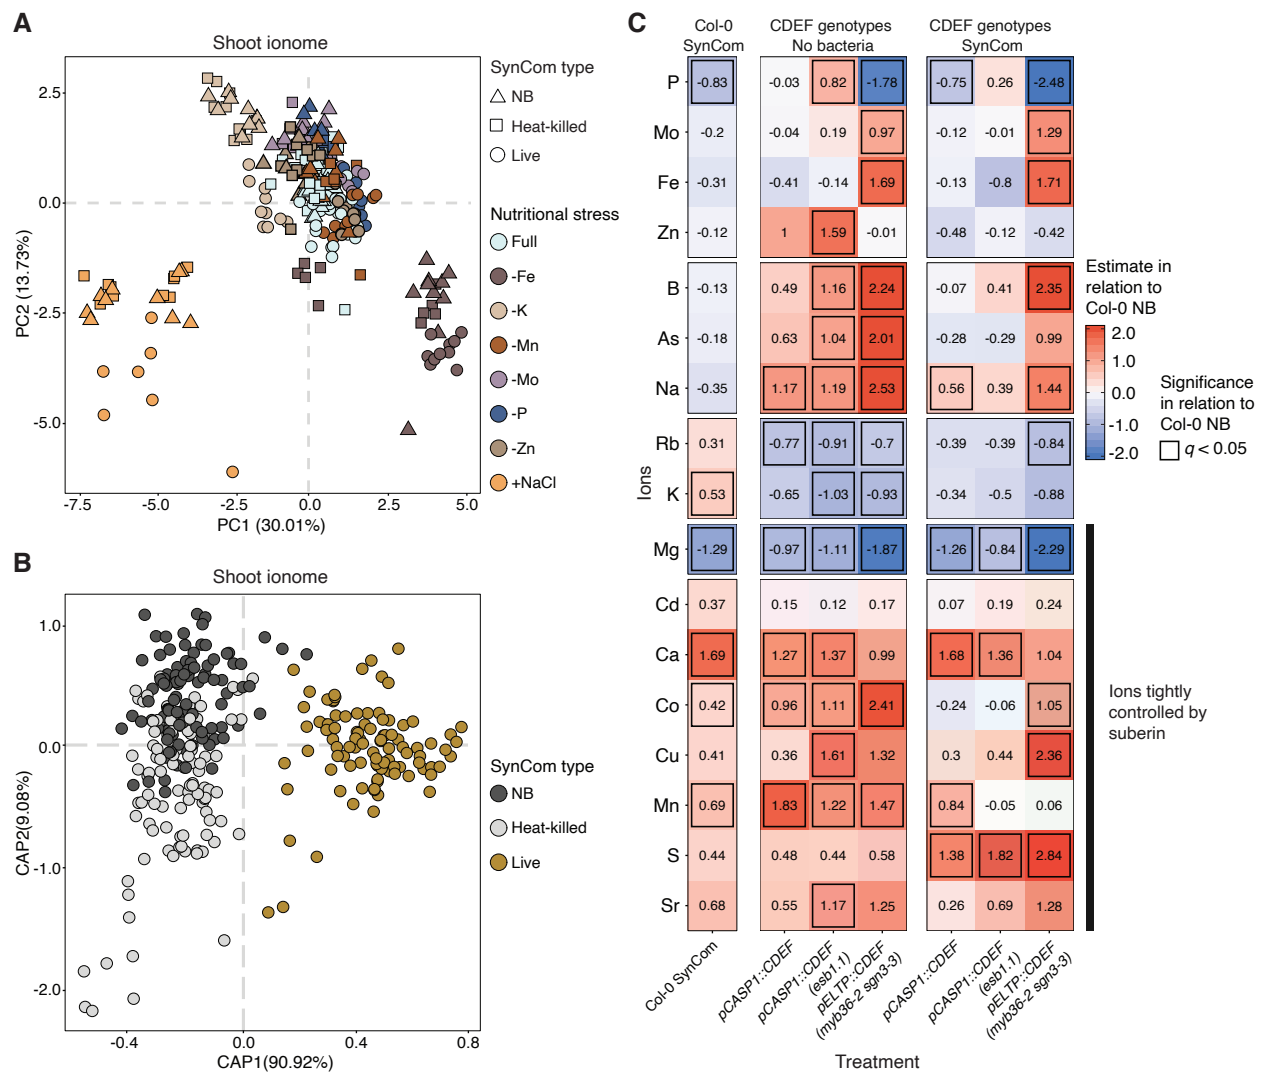 A
Shoot ionome
2.5
0.0
-2.5
-5.0
PC2 (13.73%)
-7.5
-5.0
-2.5
0.0
2.5
5.0
PC1 (30.01%)
SynCom type
NB
Heat-killed
Live
Nutritional stress
Full
-Fe
-K
-Mn
-Mo
-P
-Zn
+NaCl
B
Shoot ionome
1.0
0.0
-1.0
-2.0
CAP2(9.08%)
-0.4
0.0
0.4
0.8
CAP1(90.92%)
SynCom type
NB
Heat-killed
Live
C
Col-0
SynCom
CDEF genotypes
No bacteria
CDEF genotypes
SynCom
Ions
P -0.83 -0.03 0.82 -1.78 -0.75 0.26 -2.48
Mo -0.2 -0.04 0.19 0.97 -0.12 -0.01 1.29
Fe -0.31 -0.41 -0.14 1.69 -0.13 -0.8 1.71
Zn -0.12 1 1.59 -0.01 -0.48 -0.12 -0.42
B -0.13 0.49 1.16 2.24 -0.07 0.41 2.35
As -0.18 0.63 1.04 2.01 -0.28 -0.29 0.99
Na -0.35 1.17 1.19 2.53 0.56 0.39 1.44
Rb 0.31 -0.77 -0.91 -0.7 -0.39 -0.39 -0.84
K 0.53 -0.65 -1.03 -0.93 -0.34 -0.5 -0.88
Mg -1.29 -0.97 -1.11 -1.87 -1.26 -0.84 -2.29
Cd 0.37 0.15 0.12 0.17 0.07 0.19 0.24
Ca 1.69 1.27 1.37 0.99 1.68 1.36 1.04
Co 0.42 0.96 1.11 2.41 -0.24 -0.06 1.05
Cu 0.41 0.36 1.61 1.32 0.3 0.44 2.36
Mn 0.69 1.83 1.22 1.47 0.84 -0.05 0.06
S 0.44 0.48 0.44 0.58 1.38 1.82 2.84
Sr 0.68 0.55 1.17 1.25 0.26 0.69 1.28
Col-0 SynCom
pCASP1::CDEF
pCASP1::CDEF
(esb1.1)
pELTP::CDEF
(myb36-2 sgn3-3)
pCASP1::CDEF
pCASP1::CDEF
(esb1.1)
pELTP::CDEF
(myb36-2 sgn3-3)
Treatment
Estimate in
relation to
Col-0 NB
2.0
1.0
0.0
-1.0
-2.0
Significance
in relation to
Col-0 NB
q < 0.05
Ions tightly
controlled by
suberin